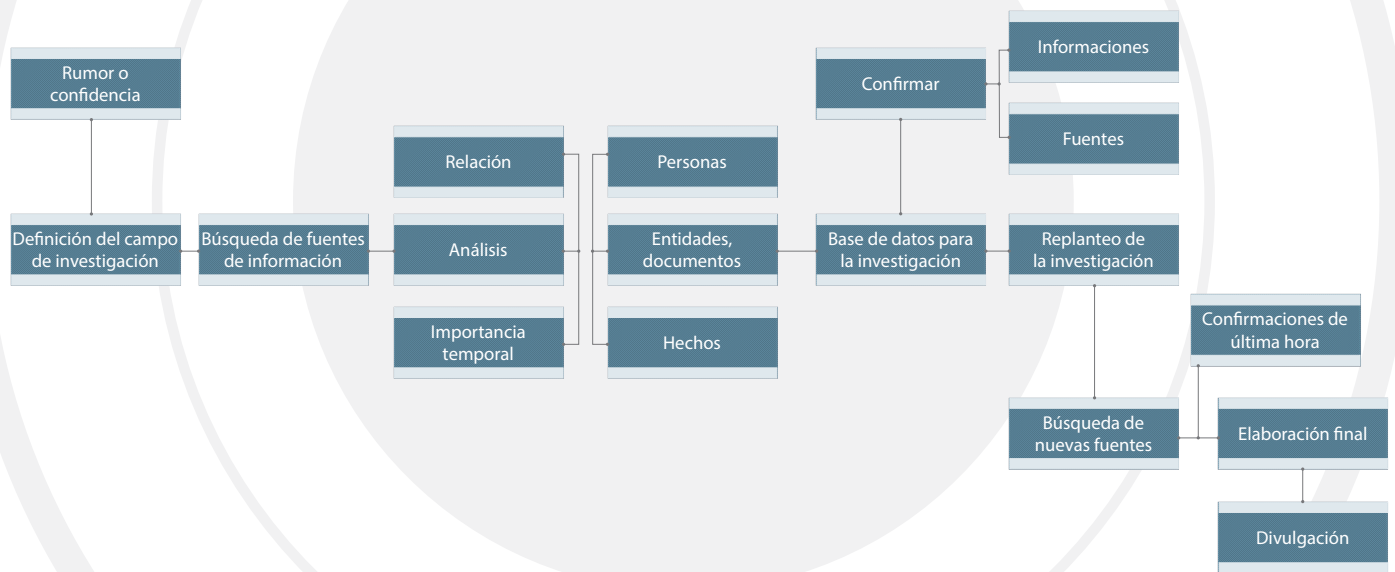 Rumor o
confidencia
Definición del campo
de investigación
Búsqueda de fuentes
de información
Relación
Análisis
Importancia
temporal
Personas
Entidades,
documentos
Hechos
Confirmar
Informaciones
Fuentes
Base de datos para
la investigación
Replanteo de
la investigación
Confirmaciones de
última hora
Búsqueda de
nuevas fuentes
Elaboración final
Divulgación